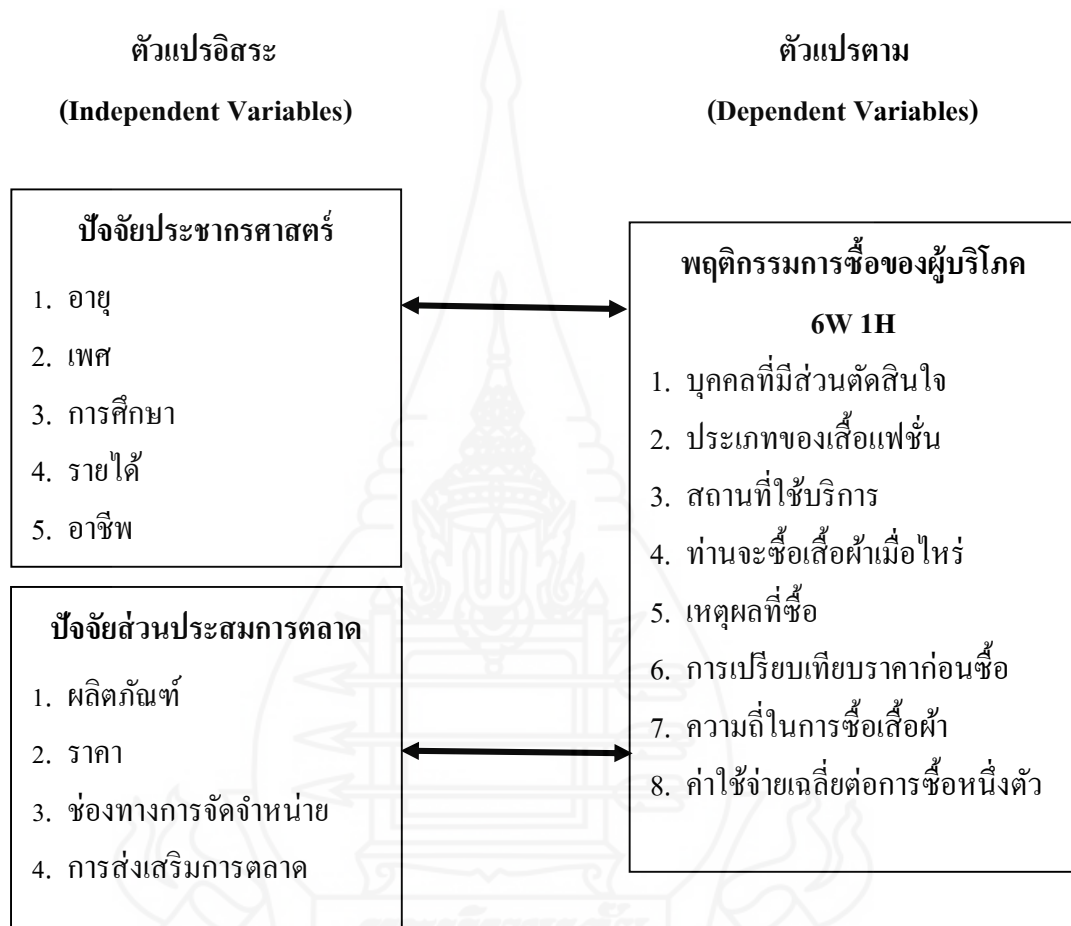 ตัวแปรอิสระ
(Independent Variables)
ปัจจัยประชากรศาสตร์
1. อายุ
2. เพศ
3. การศึกษา
4. รายได้
5. อาชีพ
ปัจจัยส่วนประสมการตลาด
1. ผลิตภัณฑ์
2. ราคา
3. ช่องทางการจัดจำหน่าย
4. การส่งเสริมการตลาด
ตัวแปรตาม
(Dependent Variables)
พฤติกรรมการซื้อของผู้บริโภค
6W 1H
1. บุคคลที่มีส่วนตัดสินใจ
2. ประเภทของเสื้อแฟชั่น
3. สถานที่ใช้บริการ
4. ท่านจะซื้อเสื้อผ้าเมื่อไหร่
5. เหตุผลที่ซื้อ
6. การเปรียบเทียบราคาก่อนซื้อ
7. ความถี่ในการซื้อเสื้อผ้า
8. ค่าใช้จ่ายเฉลี่ยต่อการซื้อหนึ่งตัว